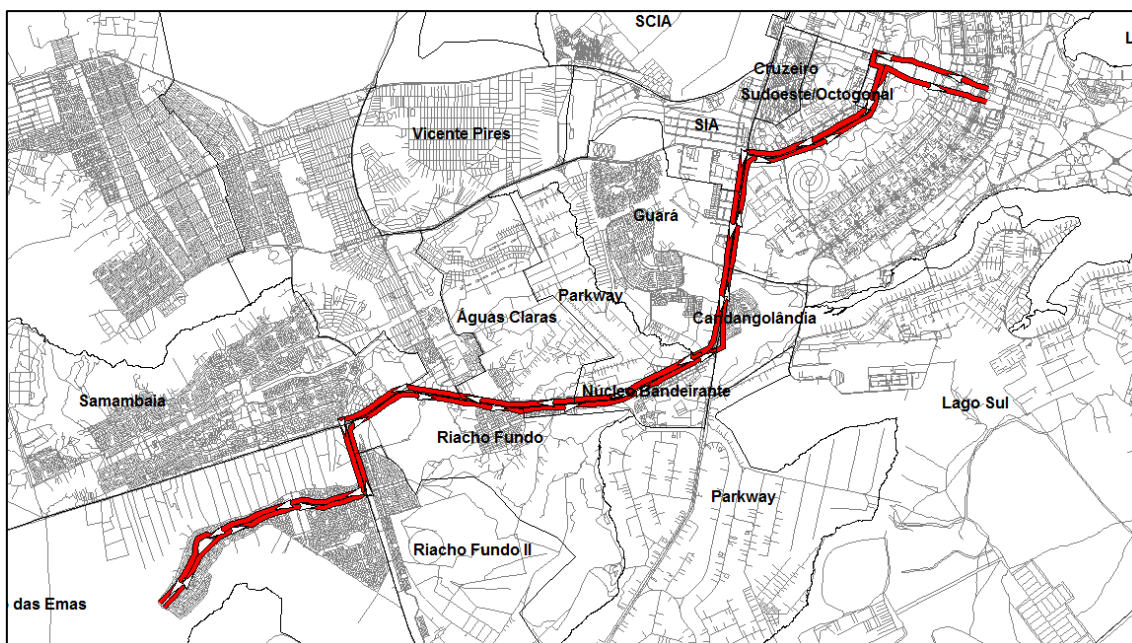 SCIA
L
Cruzeiro
Sudoeste/Octogonal
Vicente Pires
SIA
Guará
Parkway
Águas Claras
Candangolândia
Núcleo Bandeirante
Samambaia
Lago Sul
Riacho Fundo
Parkway
Riacho Fundo II
das Emas